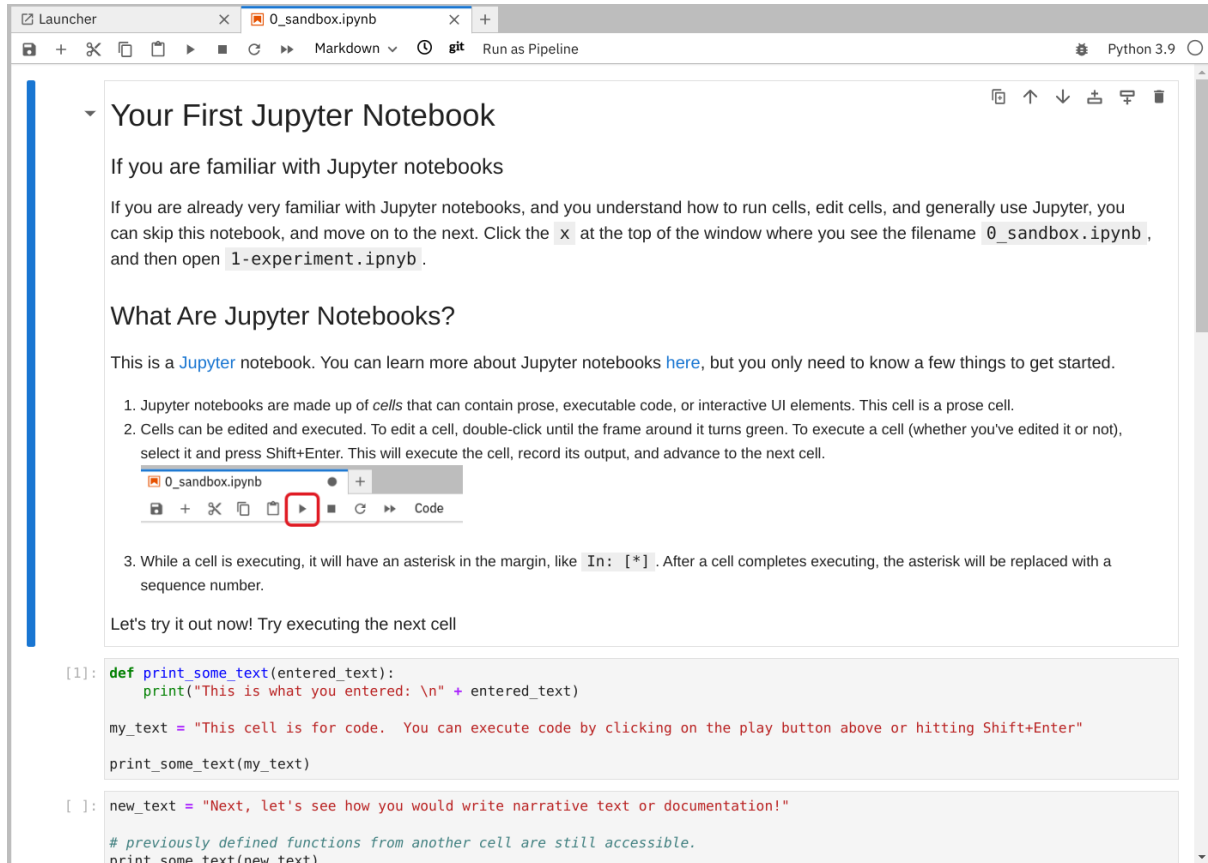 Launcher
0_sandbox.ipynb
Markdown
git
Run as Pipeline
Python 3.9
Your First Jupyter Notebook
If you are familiar with Jupyter notebooks
If you are already very familiar with Jupyter notebooks, and you understand how to run cells, edit cells, and generally use Jupyter, you
can skip this notebook, and move on to the next. Click the x at the top of the window where you see the filename 0_sandbox.ipynb ,
and then open 1-experiment.ipnyb .
What Are Jupyter Notebooks?
This is a Jupyter notebook. You can learn more about Jupyter notebooks here, but you only need to know a few things to get started.
1. Jupyter notebooks are made up of cells that can contain prose, executable code, or interactive UI elements. This cell is a prose cell.
2. Cells can be edited and executed. To edit a cell, double-click until the frame around it turns green. To execute a cell (whether you've edited it or not),
select it and press Shift+Enter. This will execute the cell, record its output, and advance to the next cell.
0_sandbox.ipynb
Code
3. While a cell is executing, it will have an asterisk in the margin, like In: [*] . After a cell completes executing, the asterisk will be replaced with a
sequence number.
Let's try it out now! Try executing the next cell
[1]: def print_some_text(entered_text):
print("This is what you entered: \n" + entered_text)
my_text = "This cell is for code.  You can execute code by clicking on the play button above or hitting Shift+Enter"
print_some_text(my_text)
[ ]: new_text = "Next, let's see how you would write narrative text or documentation!"
# previously defined functions from another cell are still accessible.
print_some_text(new_text)